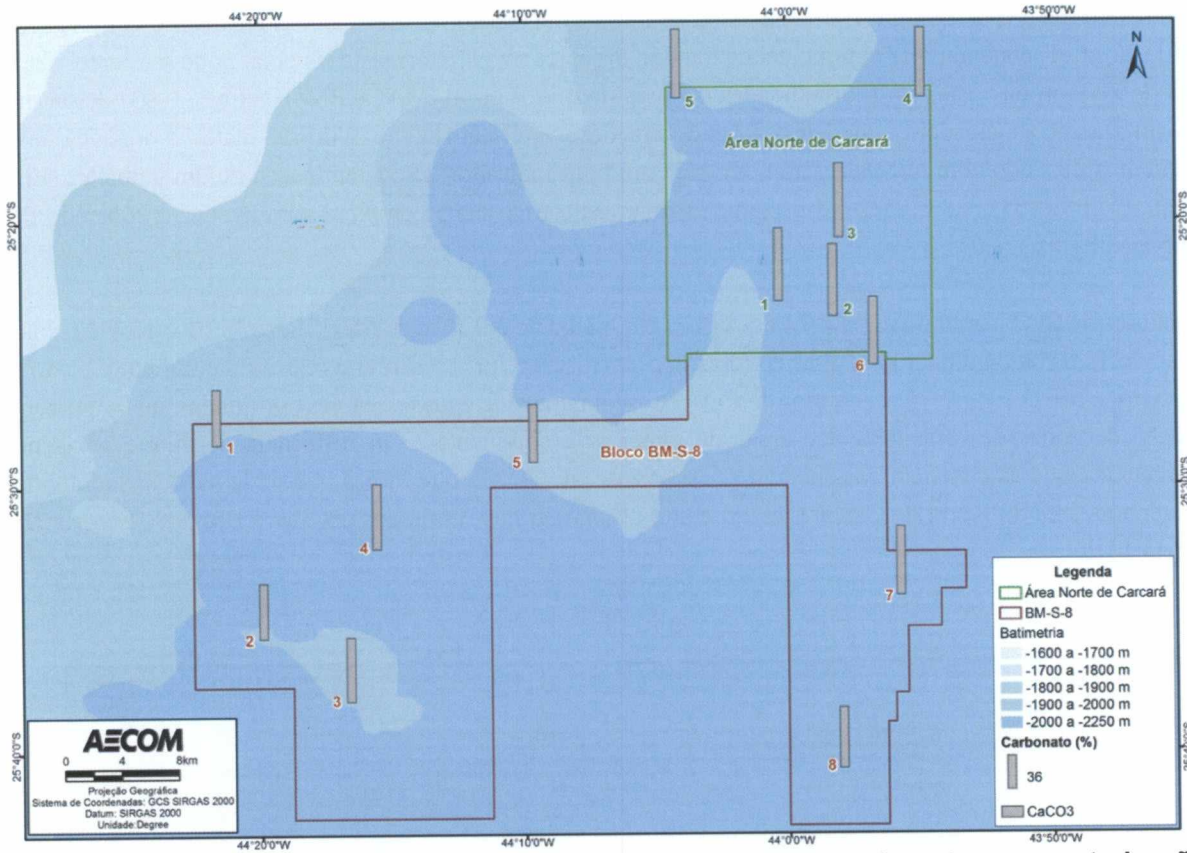 44°20'0"W
44°10'0"W
44°0'0"W
43°50'0"W
N
5
4
Área Norte de Carcará
3
25°20'0"S
25°20'0"S
1
2
6
1
5
Bloco BM-S-8
25°30'0"S
25°30'0"S
4
7
2
3
8
Legenda
Área Norte de Carcará
BM-S-8
Batimetria
-1600 a -1700 m
-1700 a -1800 m
-1800 a -1900 m
-1900 a -2000 m
-2000 a -2250 m
Carbonato (%)
36
CaCO3
25°40'0"S
AECOM
0 4 8km
Projeção Geográfica
Sistema de Coordenadas: GCS SIRGAS 2000
Datum: SIRGAS 2000
Unidade:Degree
44°20'0"W
44°10'0"W
44°0'0"W
43°50'0"W